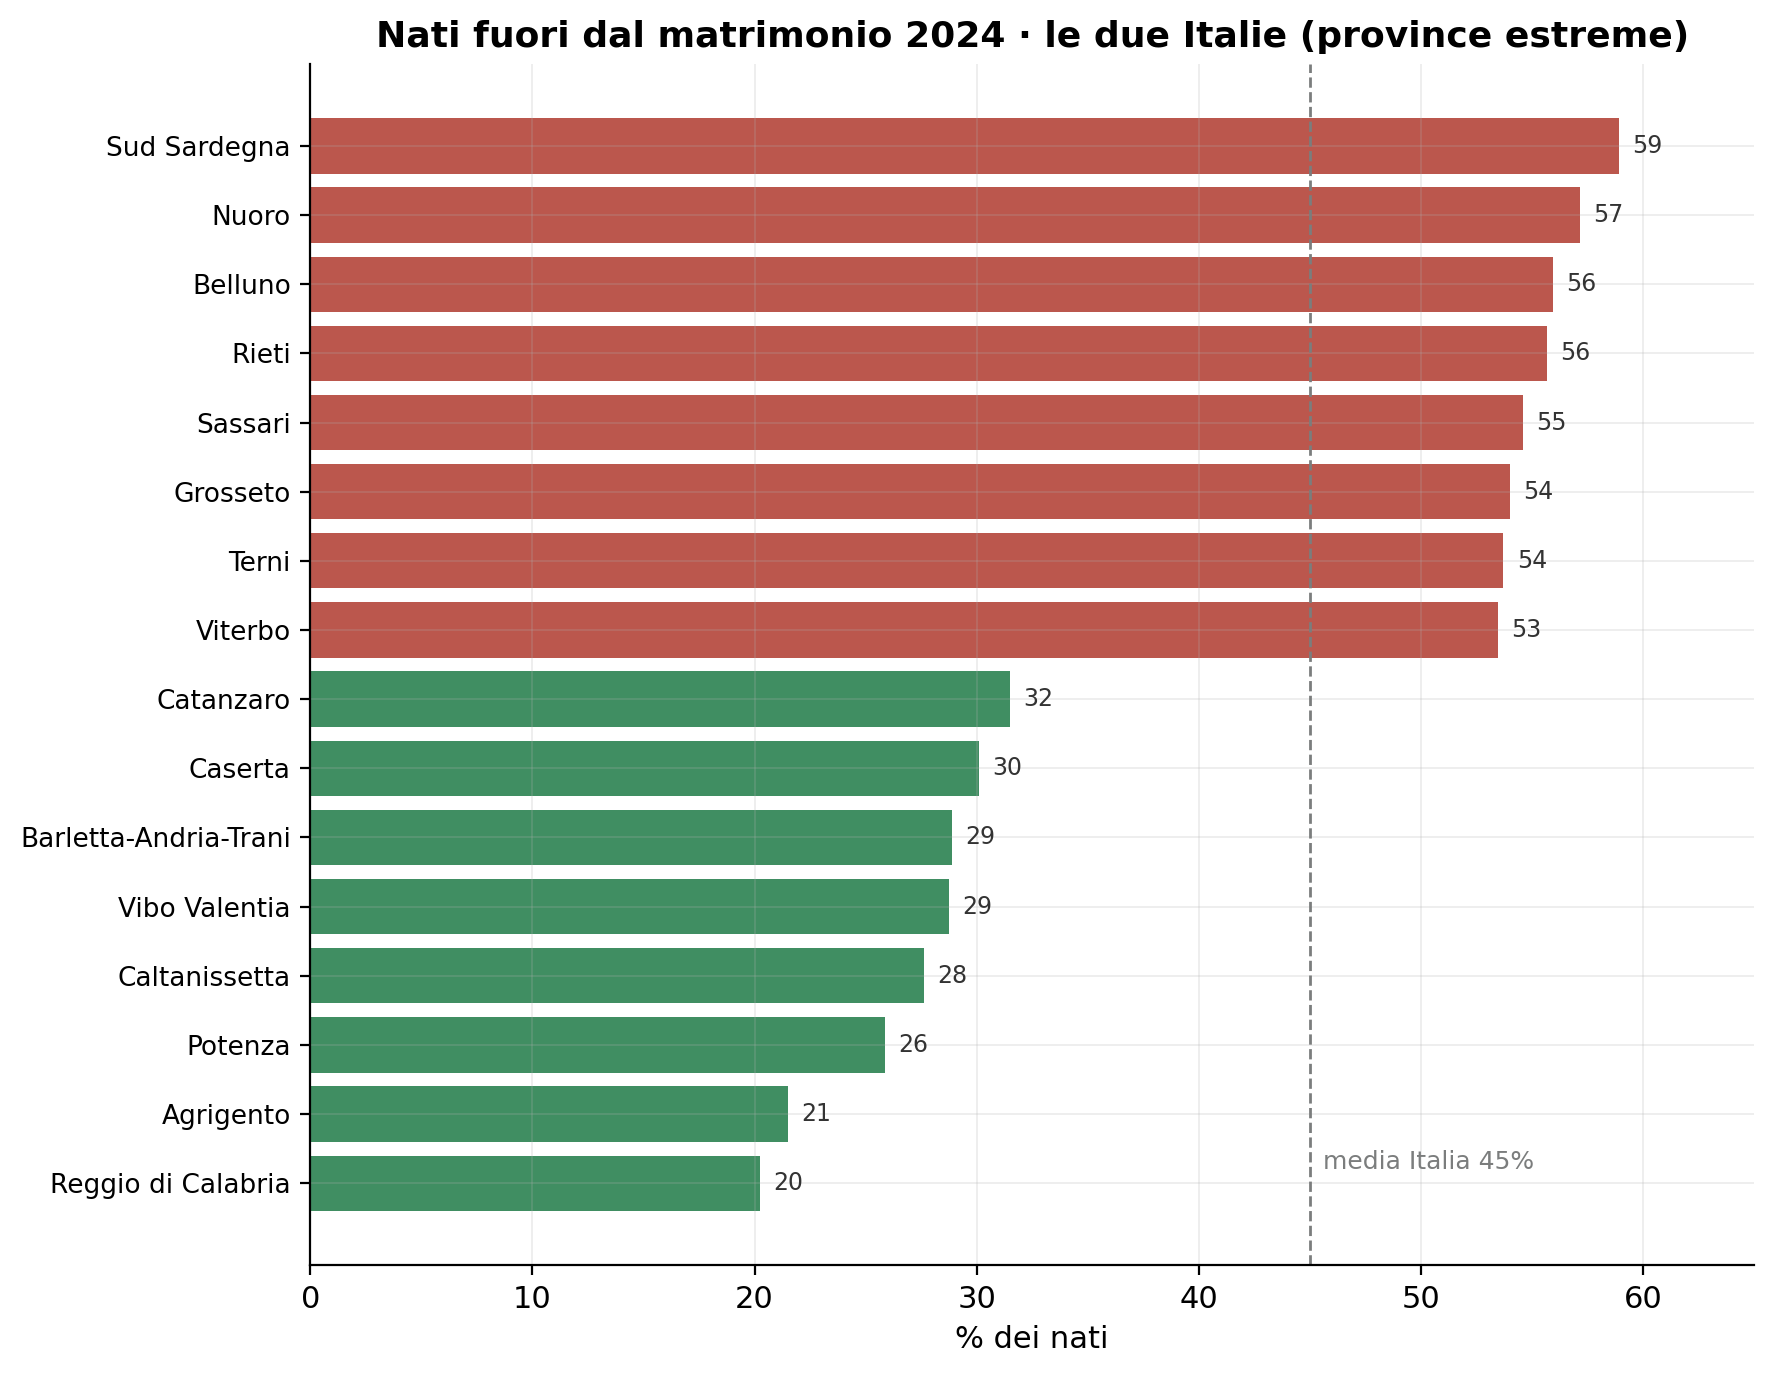 Nati fuori dal matrimonio 2024 · le due Italie (province estreme)
Sud Sardegna 59
Nuoro 57
Belluno 56
Rieti 56
Sassari 55
Grosseto 54
Terni 54
Viterbo 53
Catanzaro 32
Caserta 30
Barletta-Andria-Trani 29
Vibo Valentia 29
Caltanissetta 28
Potenza 26
Agrigento 21
media Italia 45%
Reggio di Calabria 20
0 10 20 30 40 50 60
% dei nati